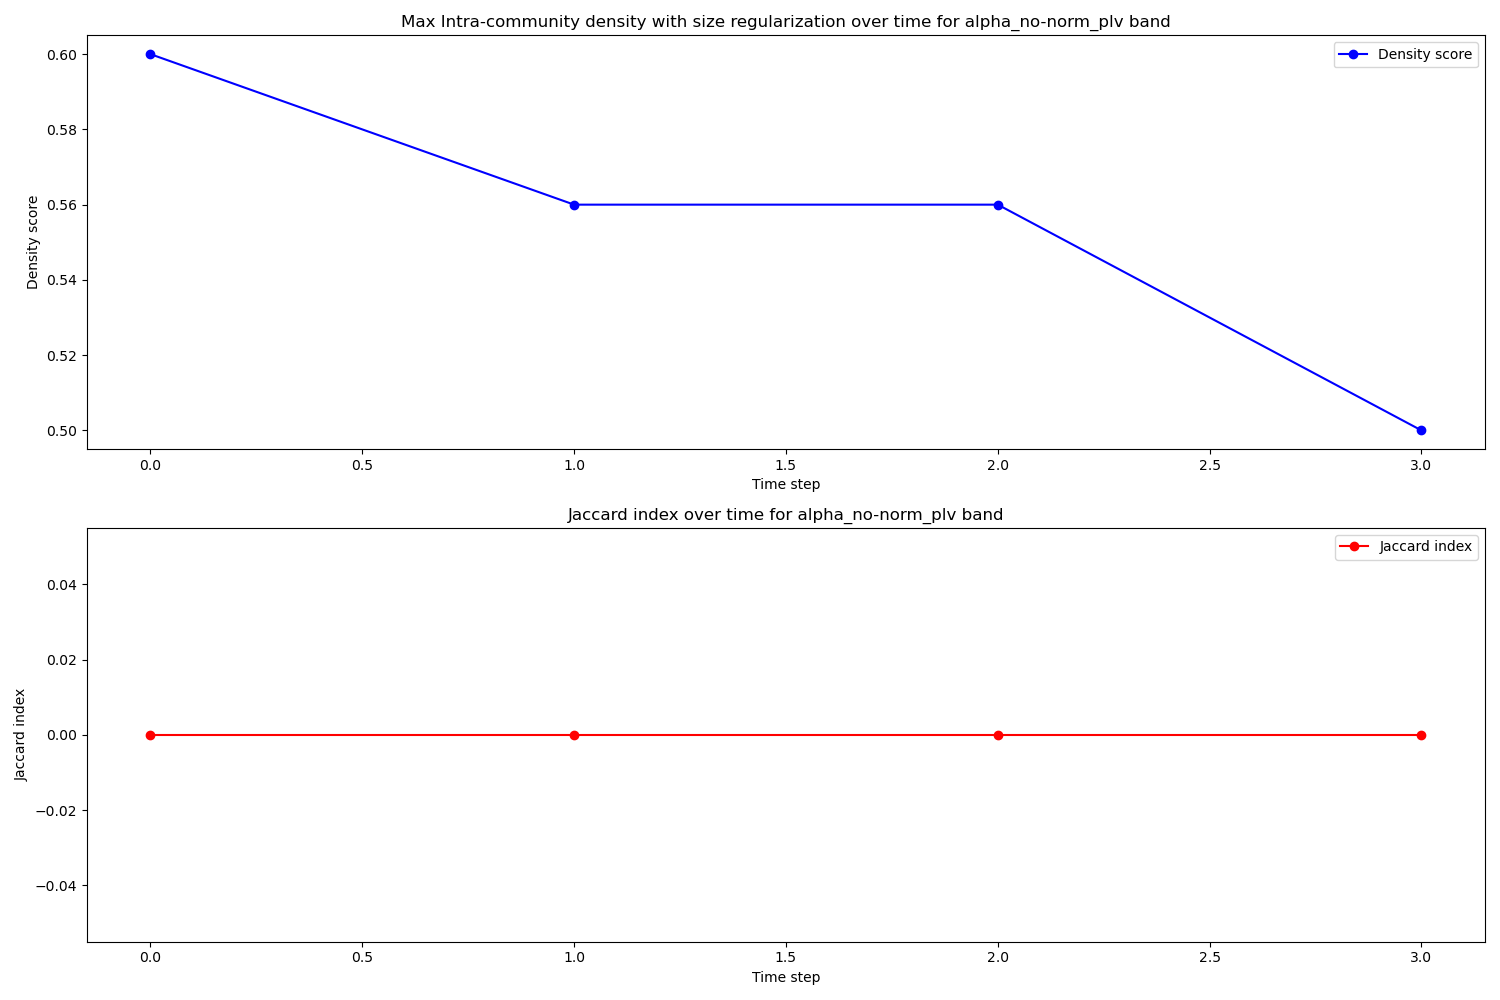 Max Intra-community density with size regularization over time for alpha_no-norm_plv band
Density score
0.60
0.58
0.56
0.54
0.52
0.50
Density score
0.0 0.5 1.0 1.5 2.0 2.5 3.0
Time step
Jaccard index over time for alpha_no-norm_plv band
Jaccard index
0.04
0.02
0.00
−0.02
−0.04
Jaccard index
0.0 0.5 1.0 1.5 2.0 2.5 3.0
Time step